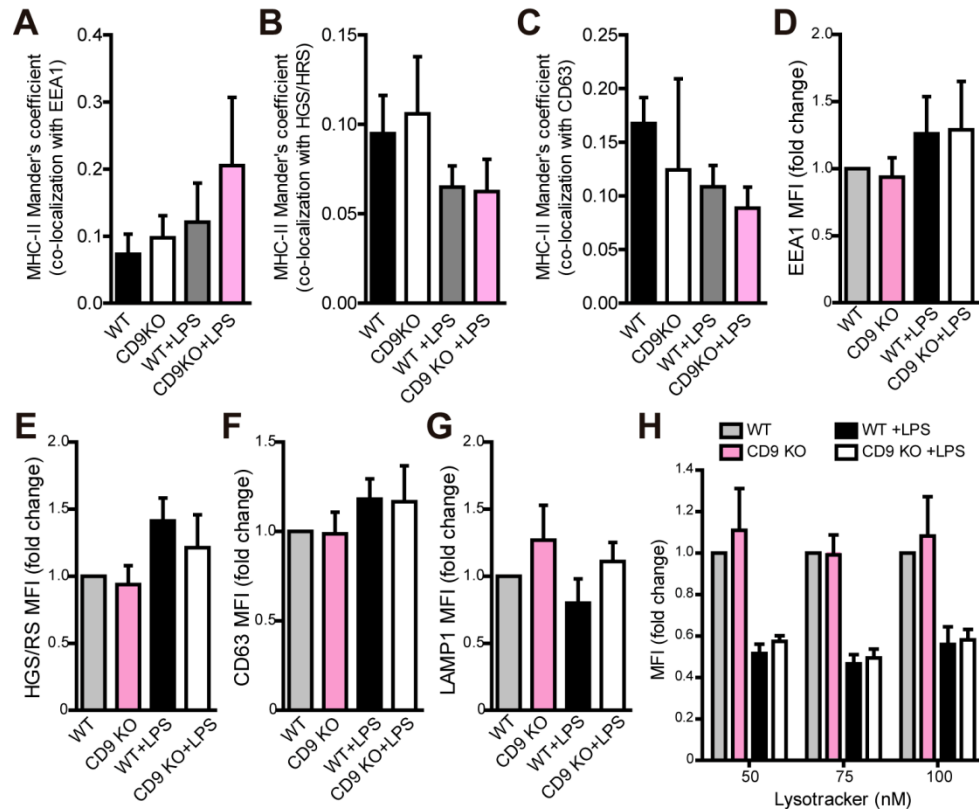 A
MHC-II Mander's coefficient
(co-localization with EEA1)
0.4
0.3
0.2
0.1
0.0
WT
CD9KO
WT+LPS
CD9KO+LPS
B
MHC-II Mander's coefficient
(co-localization with HGS/HRS)
0.15
0.10
0.05
0.00
WT
CD9KO
WT +LPS
CD9 KO +LPS
C
MHC-II Mander's coefficient
(co-localization with CD63)
0.25
0.20
0.15
0.10
0.05
0.00
WT
CD9KO
WT+LPS
CD9KO+LPS
D
EEA1 MFI (fold change)
2.0
1.5
1.0
0.5
0
WT
CD9 KO
WT+LPS
CD9 KO+LPS
E
HGS/RS MFI (fold change)
2.0
1.5
1.0
0.5
0
WT
CD9 KO
WT+LPS
CD9 KO+LPS
F
CD63 MFI (fold change)
1.5
1.0
0.5
0
WT
CD9 KO
WT+LPS
CD9 KO+LPS
G
LAMP1 MFI (fold change)
2.0
1.5
1.0
0.5
0
WT
CD9 KO
WT+LPS
CD9 KO+LPS
H
WT
WT +LPS
CD9 KO
CD9 KO +LPS
MFI (fold change)
1.4
1.2
1.0
0.8
0.6
0.4
0.2
0
50
75
100
Lysotracker (nM)